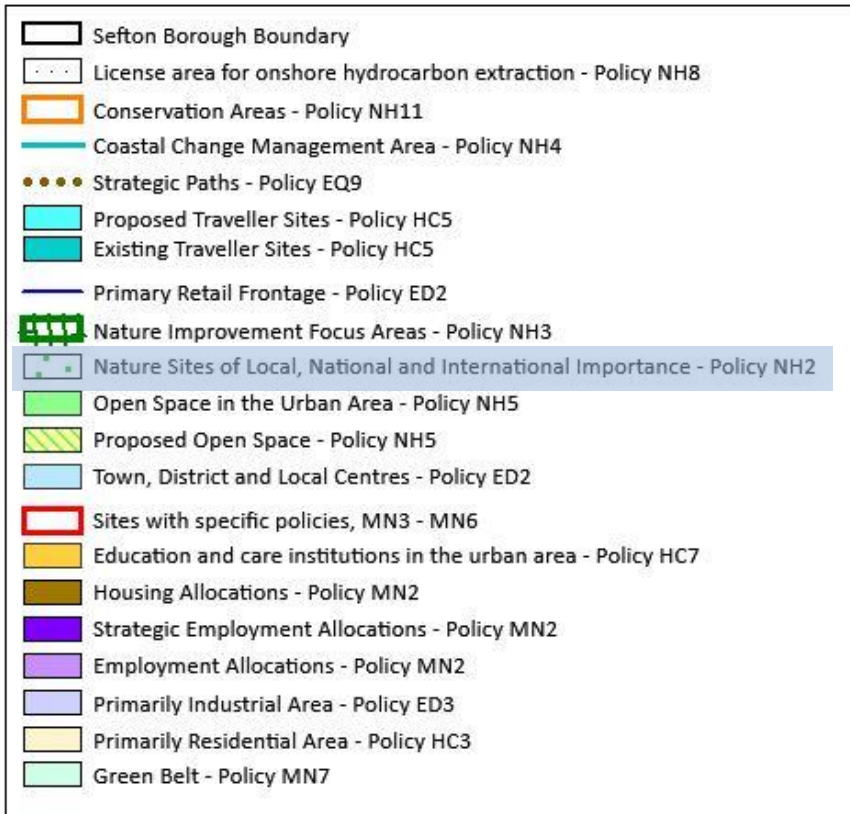 Sefton Borough Boundary
License area for onshore hydrocarbon extraction - Policy NH8
Conservation Areas - Policy NH11
Coastal Change Management Area - Policy NH4
Strategic Paths - Policy EQ9
Proposed Traveller Sites - Policy HC5
Existing Traveller Sites - Policy HC5
Primary Retail Frontage - Policy ED2
Nature Improvement Focus Areas - Policy NH3
Nature Sites of Local, National and International Importance - Policy NH2
Open Space in the Urban Area - Policy NH5
Proposed Open Space - Policy NH5
Town, District and Local Centres - Policy ED2
Sites with specific policies, MN3 - MN6
Education and care institutions in the urban area - Policy HC7
Housing Allocations - Policy MN2
Strategic Employment Allocations - Policy MN2
Employment Allocations - Policy MN2
Primarily Industrial Area - Policy ED3
Primarily Residential Area - Policy HC3
Green Belt - Policy MN7